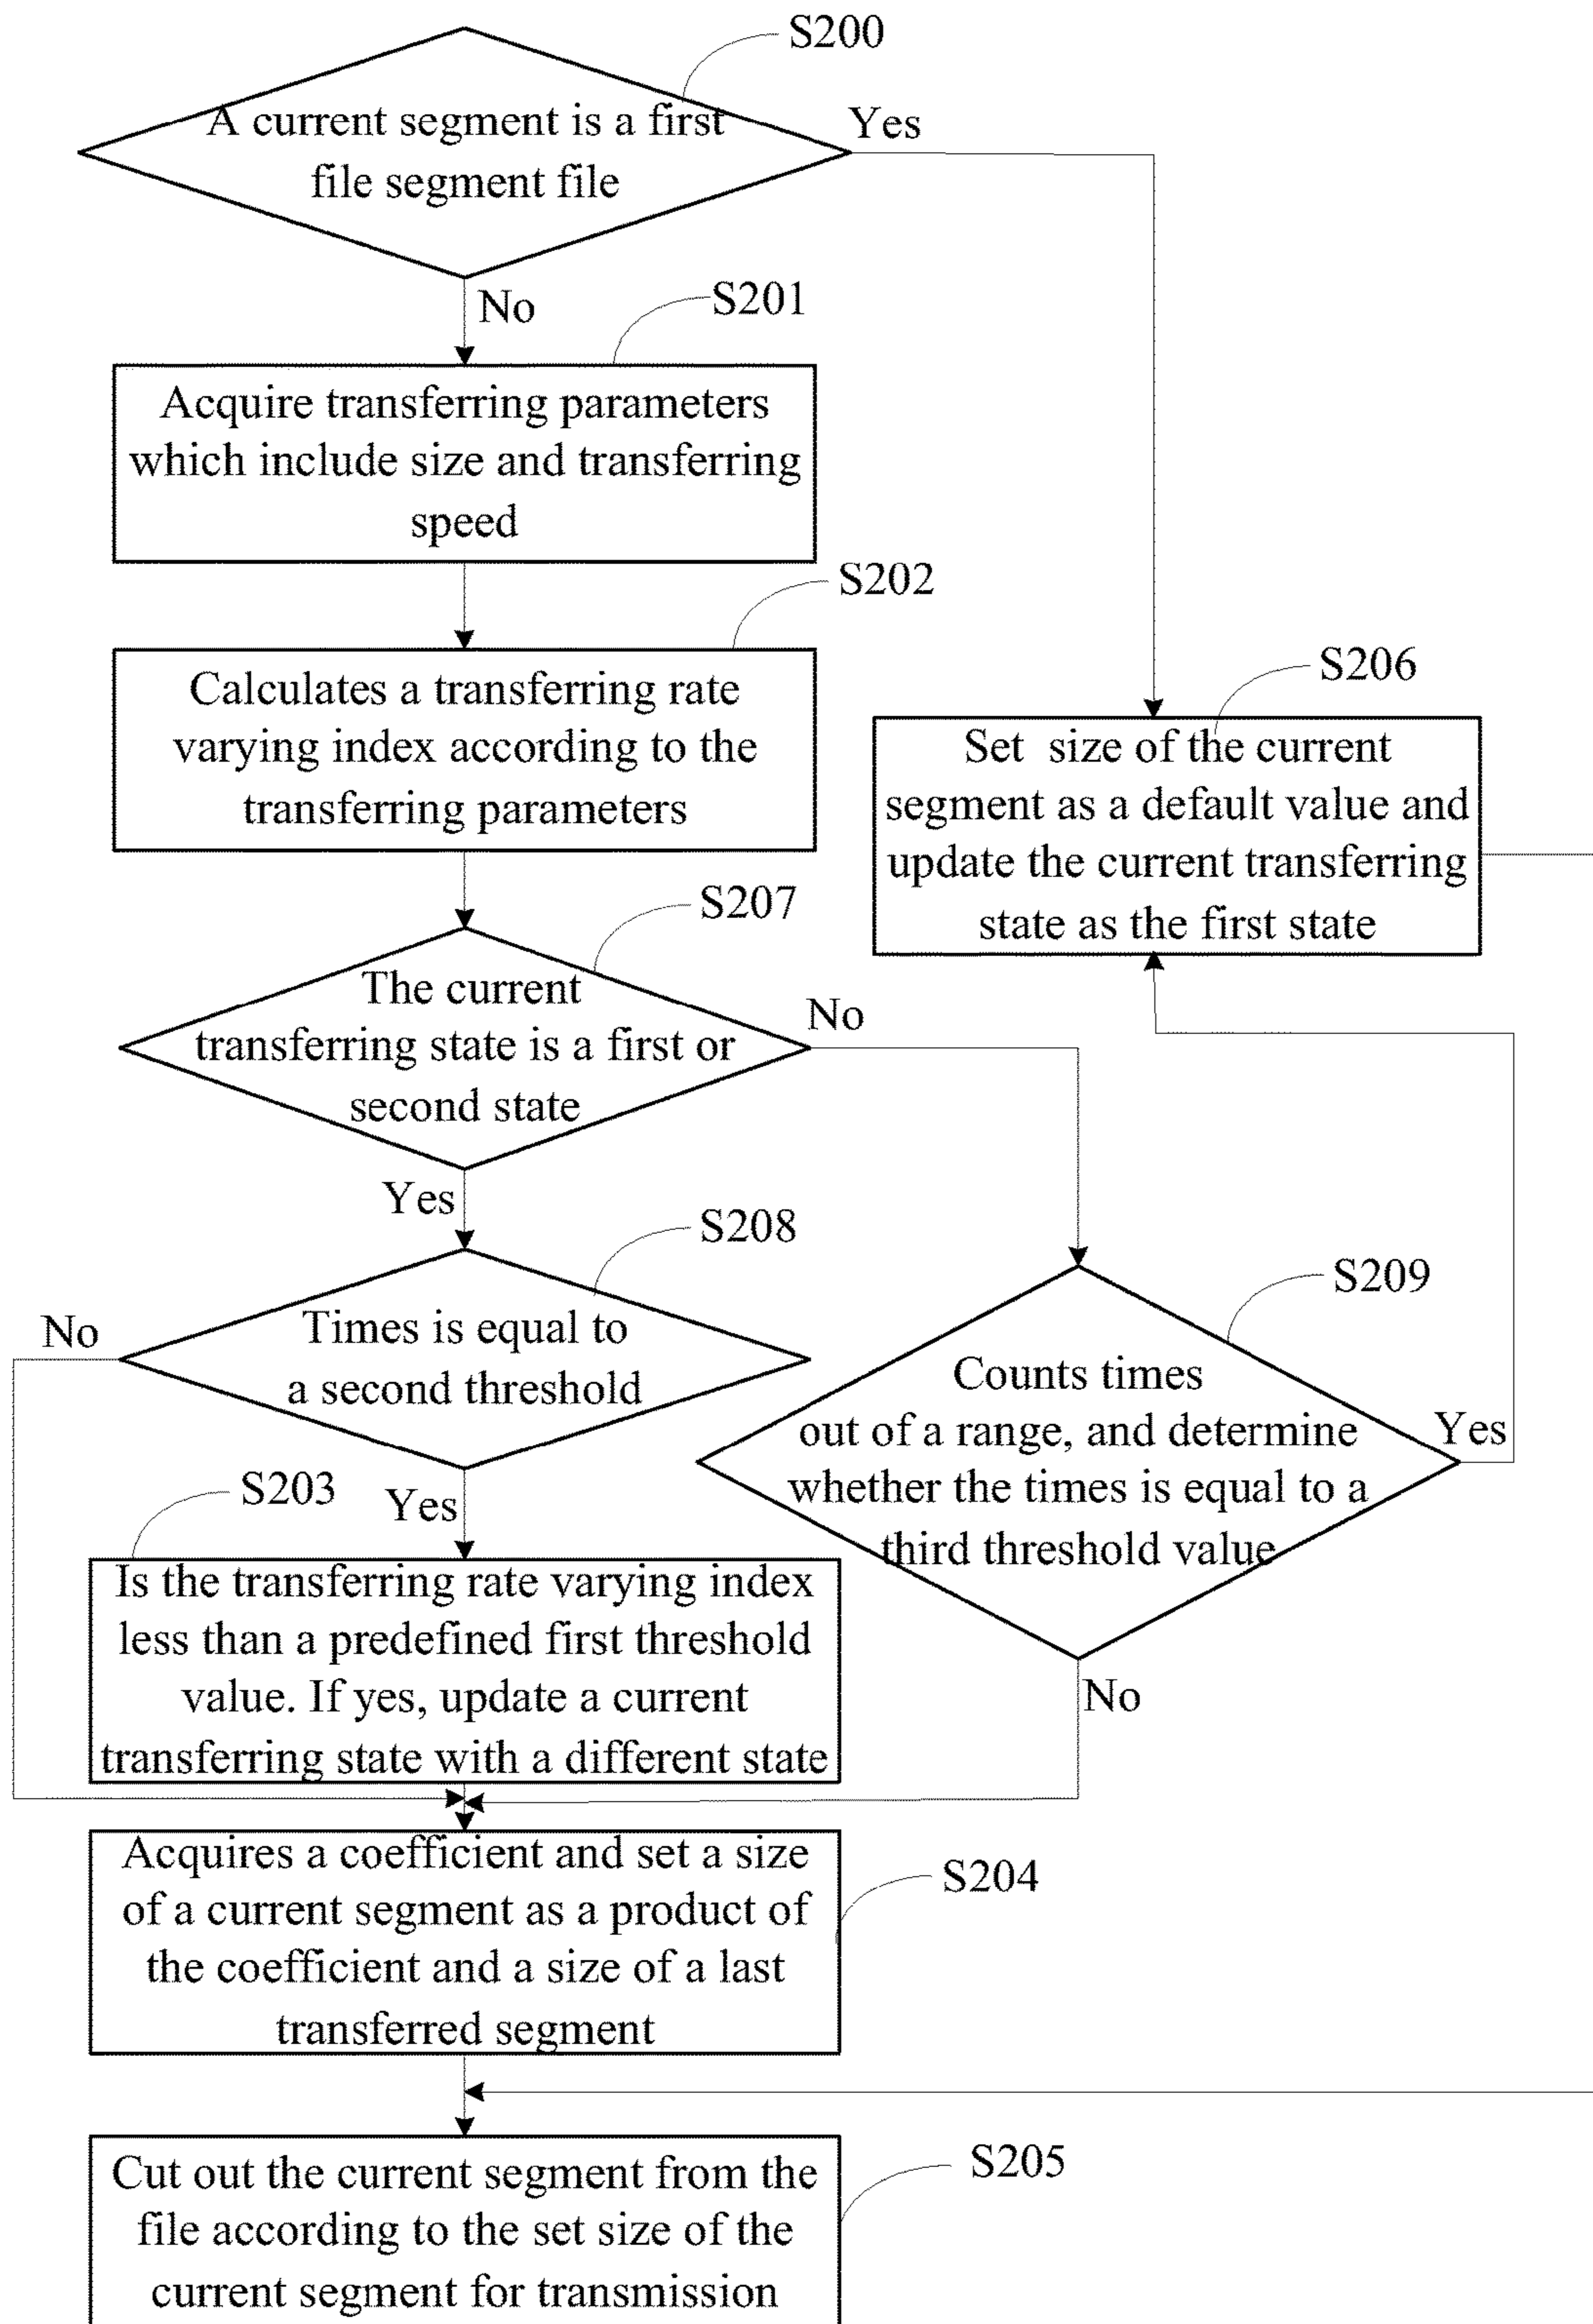 S200
A current segment is a first
file segment file
Yes
No
S201
Acquire transferring parameters
which include size and transferring
speed
S202
Calculates a transferring rate
varying index according to the
transferring parameters
S206
Set size of the current
segment as a default value and
update the current transferring
state as the first state
S207
The current
transferring state is a first or
second state
No
Yes
S208
Times is equal to
a second threshold
No
Yes
S209
Counts times
out of a range, and determine
whether the times is equal to a
third threshold value
Yes
No
S203
Is the transferring rate varying index
less than a predefined first threshold
value. If yes, update a current
transferring state with a different state
Acquires a coefficient and set a size
of a current segment as a product of
the coefficient and a size of a last
transferred segment
S204
Cut out the current segment from the
file according to the set size of the
current segment for transmission
S205